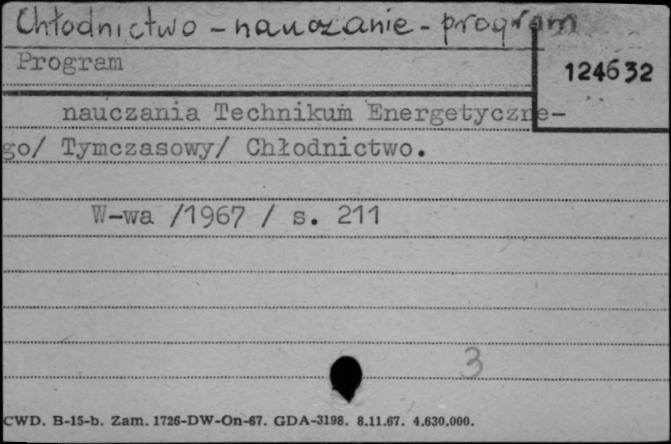 Chłodnictwo - nauczanie - program
Program
124632
nauczania Technikum Energetyczne-
go/ Tymczasowy/ Chłodnictwo.
W-wa /1967 / s. 211
3
CWD. B-15-b. Zam. 1726-DW-On-67. GDA-3198. 8.11.67. 4.630.000.